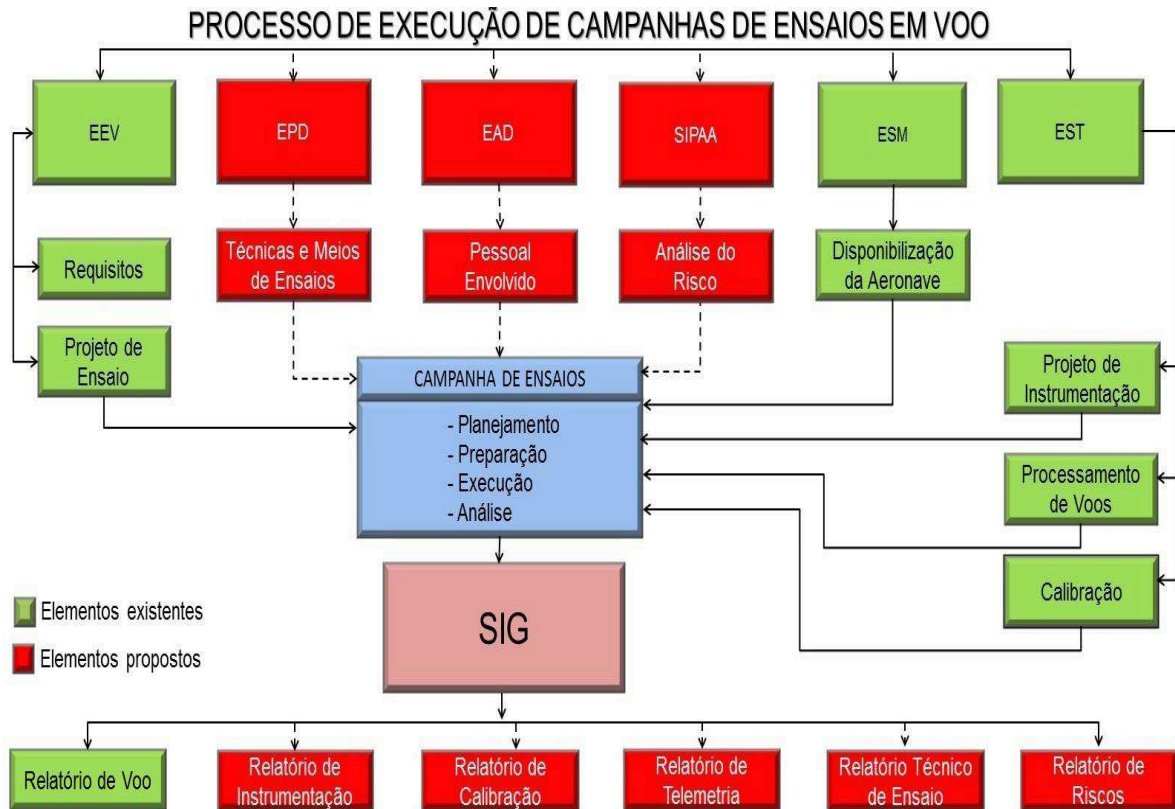 PROCESSO DE EXECUÇÃO DE CAMPANHAS DE ENSAIOS EM VOO
EEV
EPD
EAD
SIPAA
ESM
EST
Requisitos
Técnicas e Meios
de Ensaios
Pessoal
Envolvido
Análise do
Risco
Disponibilização
da Aeronave
Projeto de
Ensaio
CAMPANHA DE ENSAIOS
- Planejamento
- Preparação
- Execução
- Análise
Projeto de
Instrumentação
Processamento
de Voos
Calibração
SIG
Elementos existentes
Elementos propostos
Relatório de Voo
Relatório de
Instrumentação
Relatório de
Calibração
Relatório de
Telemetria
Relatório Técnico
de Ensaio
Relatório de
Riscos